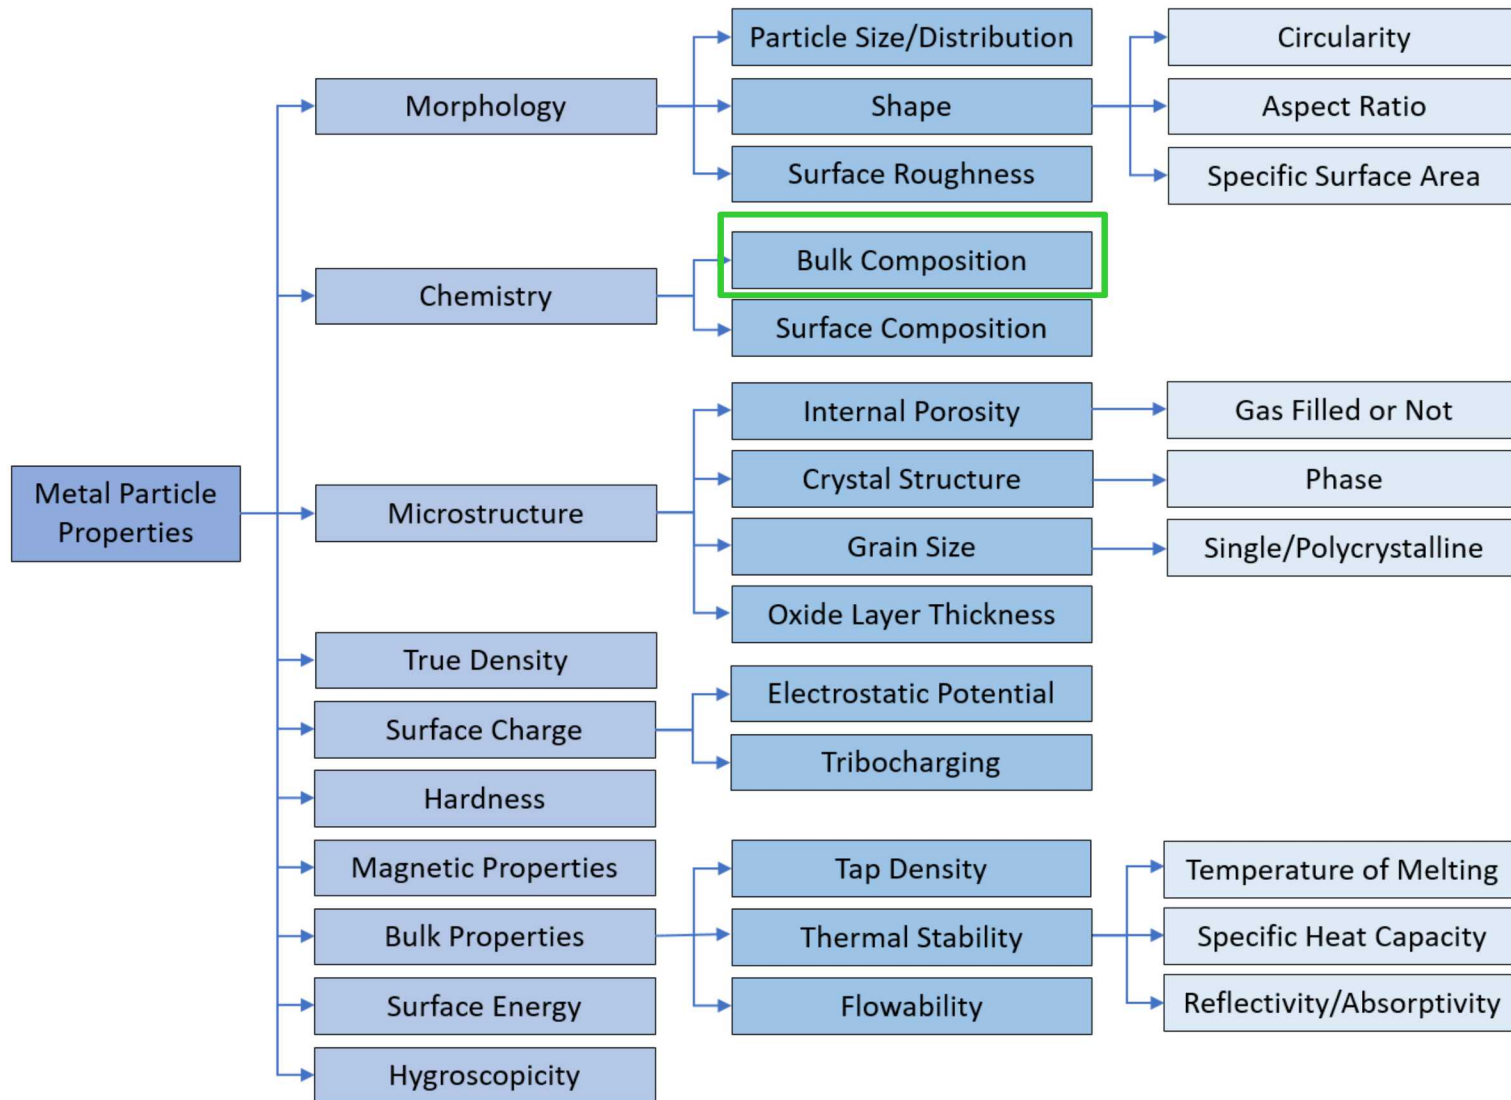 Metal Particle
Properties
Morphology
Particle Size/Distribution
Shape
Surface Roughness
Circularity
Aspect Ratio
Specific Surface Area
Chemistry
Bulk Composition
Surface Composition
Microstructure
Internal Porosity
Gas Filled or Not
Crystal Structure
Phase
Grain Size
Single/Polycrystalline
Oxide Layer Thickness
True Density
Surface Charge
Electrostatic Potential
Tribocharging
Hardness
Magnetic Properties
Bulk Properties
Tap Density
Thermal Stability
Flowability
Temperature of Melting
Specific Heat Capacity
Reflectivity/Absorptivity
Surface Energy
Hygroscopicity